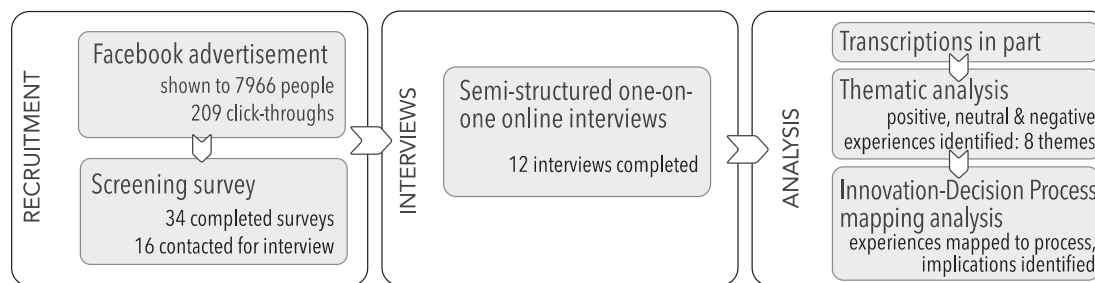 RECRUITMENT
Facebook advertisement
shown to 7966 people
209 click-throughs
Screening survey
34 completed surveys
16 contacted for interview
INTERVIEWS
Semi-structured one-on-
one online interviews
12 interviews completed
ANALYSIS
Transcriptions in part
Thematic analysis
positive, neutral & negative
experiences identified: 8 themes
Innovation-Decision Process
mapping analysis
experiences mapped to process,
implications identified